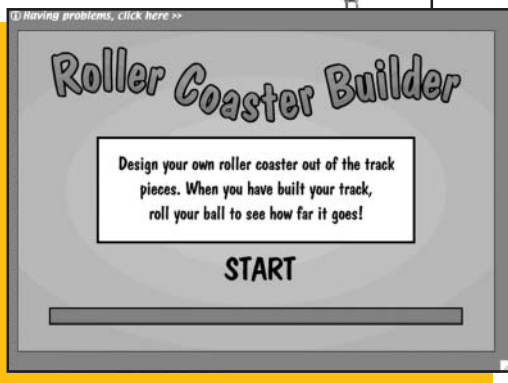 Having problems, click here >>
Roller Coaster Builder
Design your own roller coaster out of the track
pieces. When you have built your track,
roll your ball to see how far it goes!
START